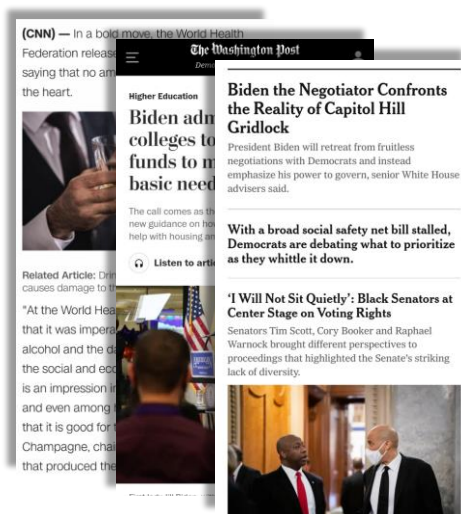 (CNN) — In a bold move, the World Health
Federation release
saying that no am
the heart.
Related Article:
causes damage to
"At the World Hea
that it was impera
alcohol and the da
the social and eco
is an impression i
and even among
that it is good for
Champagne, chai
that produced the
The Washington Post
Higher Education
Biden adm
colleges to
funds to m
basic need
The call comes as th
new guidance on ho
help with housing an
Listen to artic
Biden the Negotiator Confronts
the Reality of Capitol Hill
Gridlock
President Biden will retreat from fruitless
negotiations with Democrats and instead
emphasize his power to govern, senior White House
advisers said.
With a broad social safety net bill stalled,
Democrats are debating what to prioritize
as they whittle it down.
‘I Will Not Sit Quietly’: Black Senators at
Center Stage on Voting Rights
Senators Tim Scott, Cory Booker and Raphael
Warnock brought different perspectives to
proceedings that highlighted the Senate’s striking
lack of diversity.